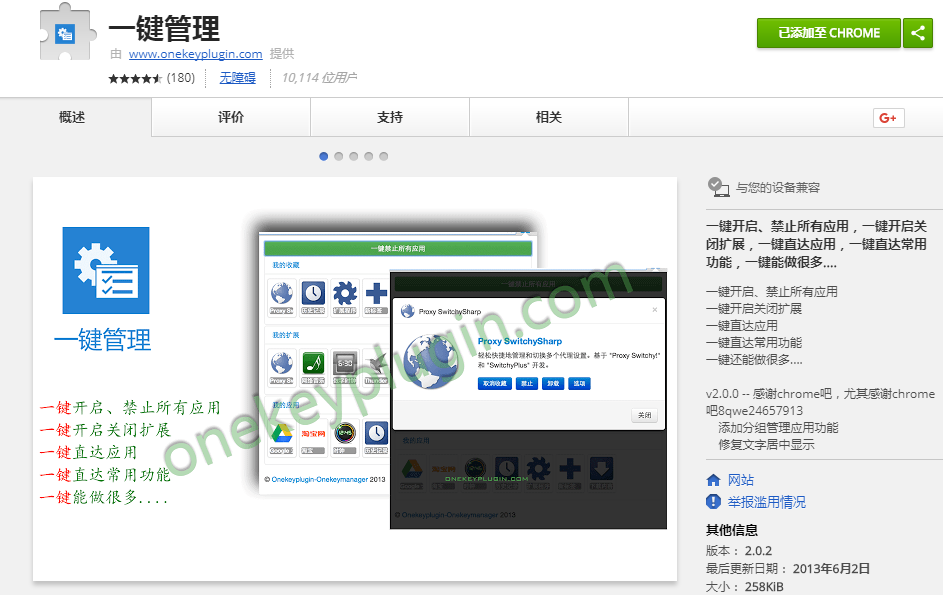 一键管理
由 www.onekeyplugin.com 提供
(180) 无障碍 10,114 位用户
已添加至 CHROME
概述 评价 支持 相关
G+
一键管理
一键开启、禁止所有应用
一键开启关闭扩展
一键直达应用
一键直达常用功能
一键能做很多....
一键禁止所有应用
我的收藏
我的扩展
我的应用
© Onekeyplugin-Onekeymanager 2013
一键禁止所有应用
Proxy SwitchySharp
×
Proxy SwitchySharp
轻松快捷地管理和切换多个代理设置。基于 "Proxy Switchy!"
和 "SwitchyPlus" 开发。
取消收藏 禁止 卸载 选项
关闭
我的应用
ONEKEYPLUGIN.COM
© Onekeyplugin-Onekeymanager 2013
onekeyplugin.com
与您的设备兼容
一键开启、禁止所有应用，一键开启关
闭扩展，一键直达应用，一键直达常用
功能，一键能做很多....
一键开启、禁止所有应用
一键开启关闭扩展
一键直达应用
一键直达常用功能
一键还能做很多....
v2.0.0 -- 感谢chrome吧，尤其感谢chrome
吧8qwe24657913
添加分组管理应用功能
修复文字居中显示
网站
举报滥用情况
其他信息
版本： 2.0.2
最后更新日期： 2013年6月2日
大小： 258KiB